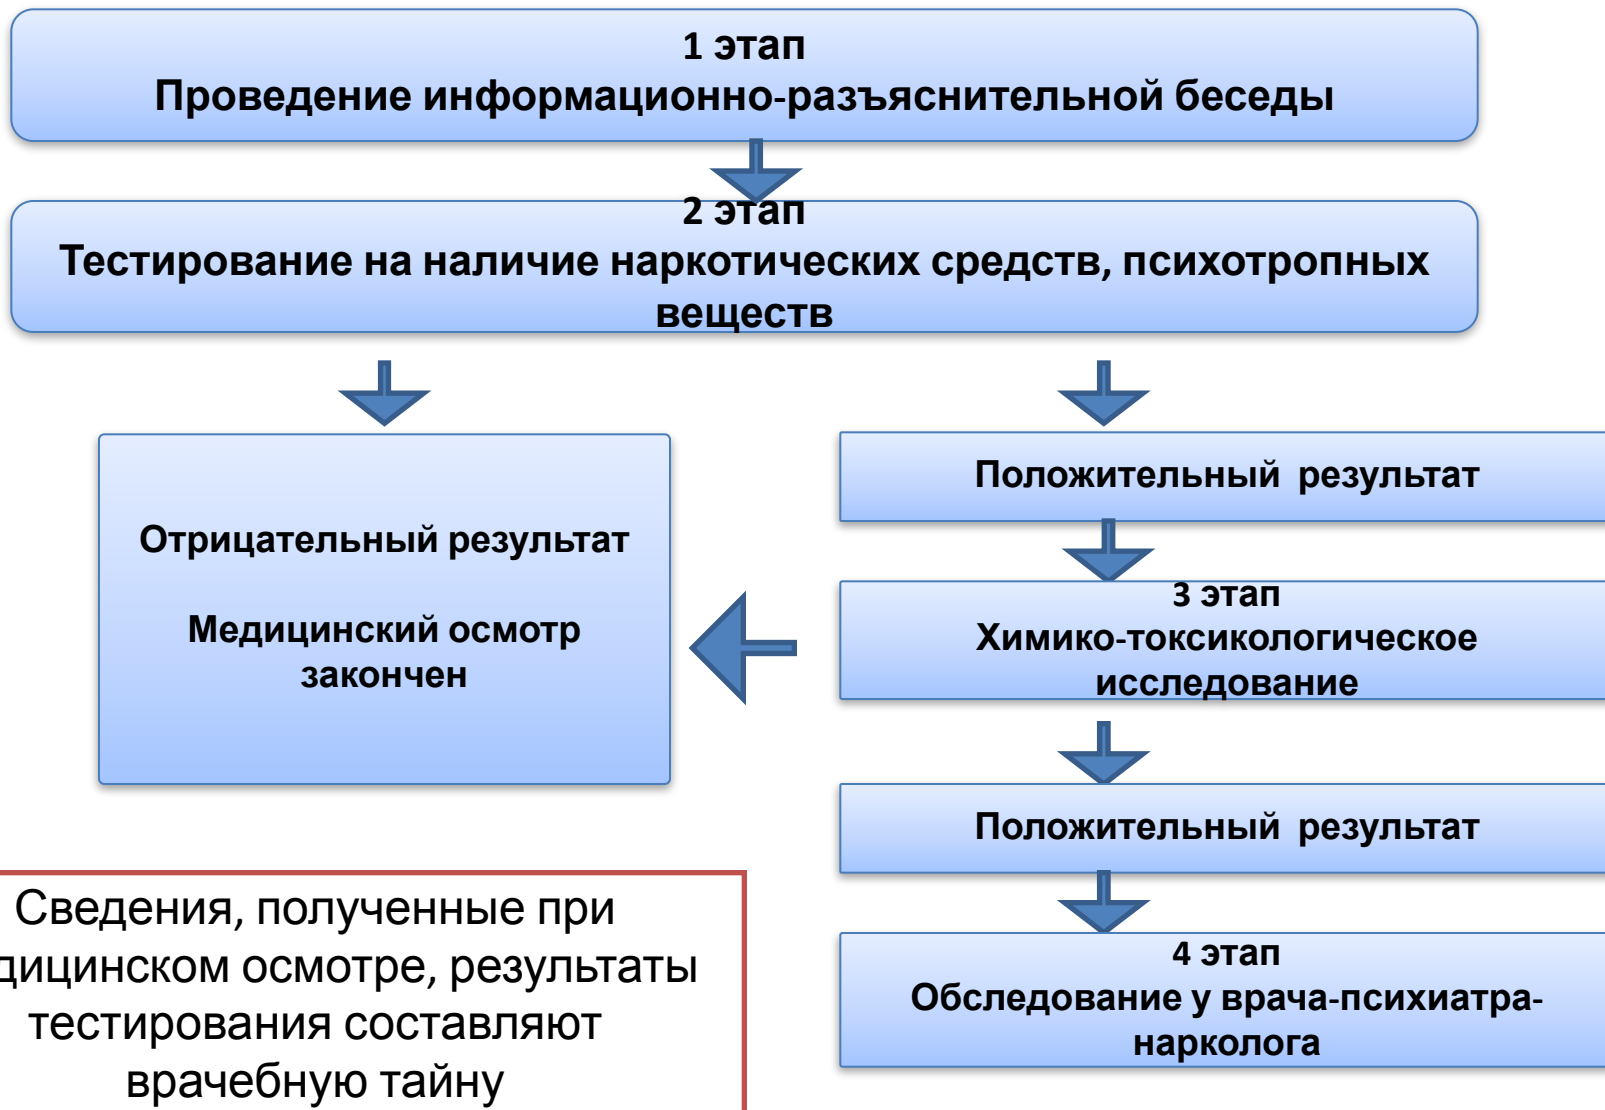 1 этап
Проведение информационно-разъяснительной беседы
2 этап
Тестирование на наличие наркотических средств, психотропных
веществ
Отрицательный результат
Медицинский осмотр
закончен
Положительный результат
3 этап
Химико-токсикологическое
исследование
Положительный результат
4 этап
Обследование у врача-психиатра-
нарколога
Сведения, полученные при
дицинском осмотре, результаты
тестирования составляют
врачебную тайну